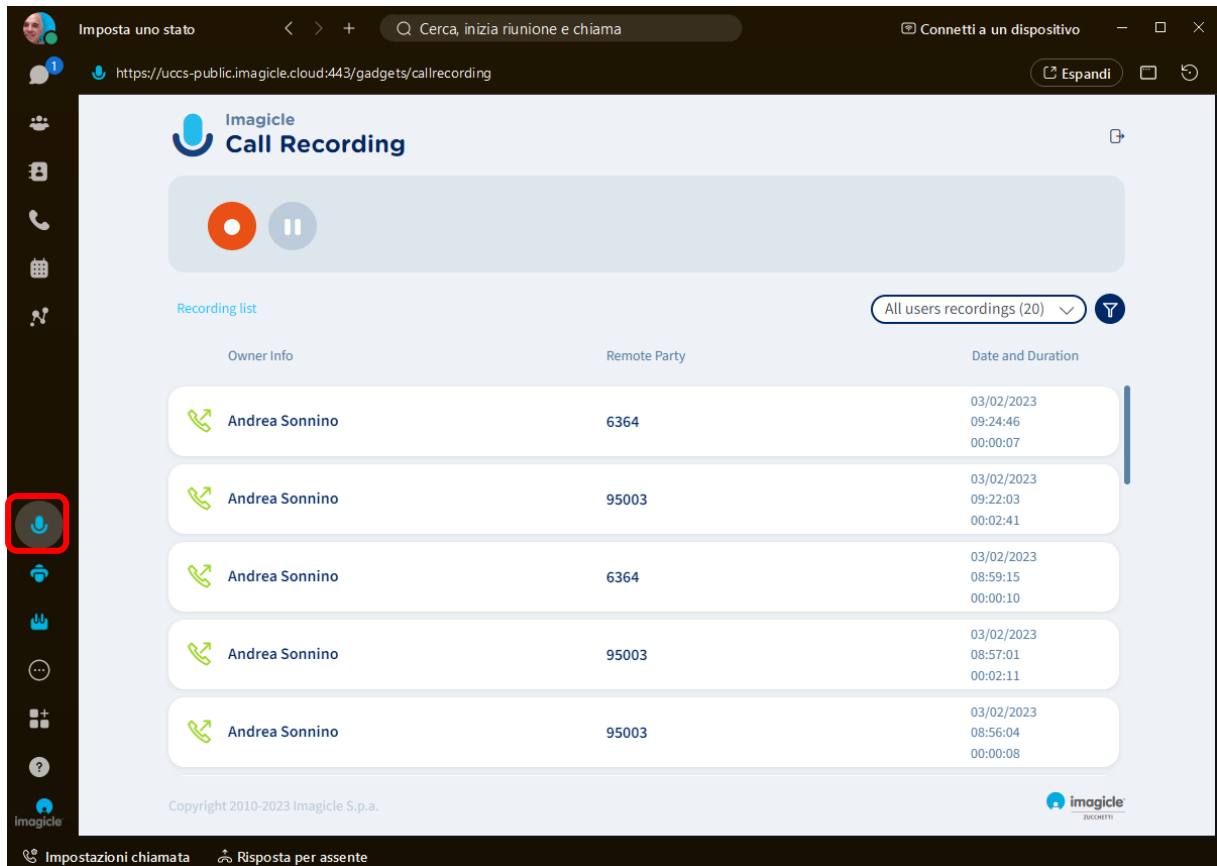 Imposta uno stato
Cerca, inizia riunione e chiama
Connetti a un dispositivo
1
https://uccs-public.imagicle.cloud:443/gadgets/callrecording
Espandi
Imagicle
Call Recording
Recording list
All users recordings (20)
Owner Info Remote Party Date and Duration
03/02/2023
Andrea Sonnino 6364 09:24:46
00:00:07
03/02/2023
Andrea Sonnino 95003 09:22:03
00:02:41
03/02/2023
Andrea Sonnino 6364 08:59:15
00:00:10
03/02/2023
Andrea Sonnino 95003 08:57:01
00:02:11
03/02/2023
Andrea Sonnino 95003 08:56:04
00:00:08
Copyright 2010-2023 Imagicle S.p.a.
imagicle
ZUCCHETTI
imagicle
Impostazioni chiamata Risposta per assente